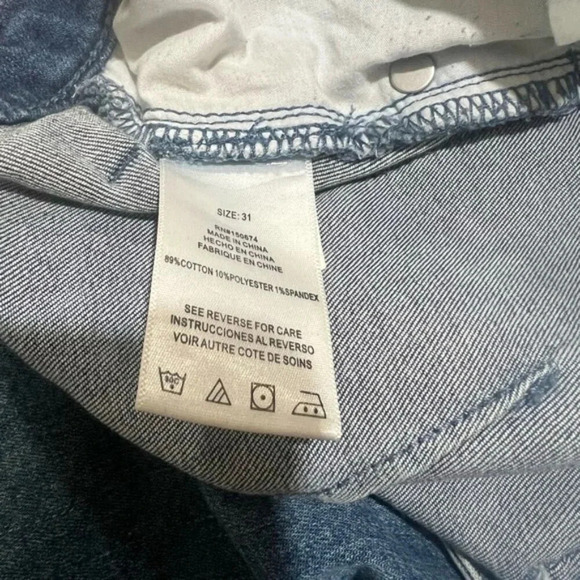 SIZE: 31
RN#150674
MADE IN CHINA
HECHO EN CHINA
FABRIQUE EN CHINE
89%COTTON 10%POLYESTER 1%SPANDEX
SEE REVERSE FOR CARE
INSTRUCCIONES AL REVERSO
VOIR AUTRE COTE DE SOINS